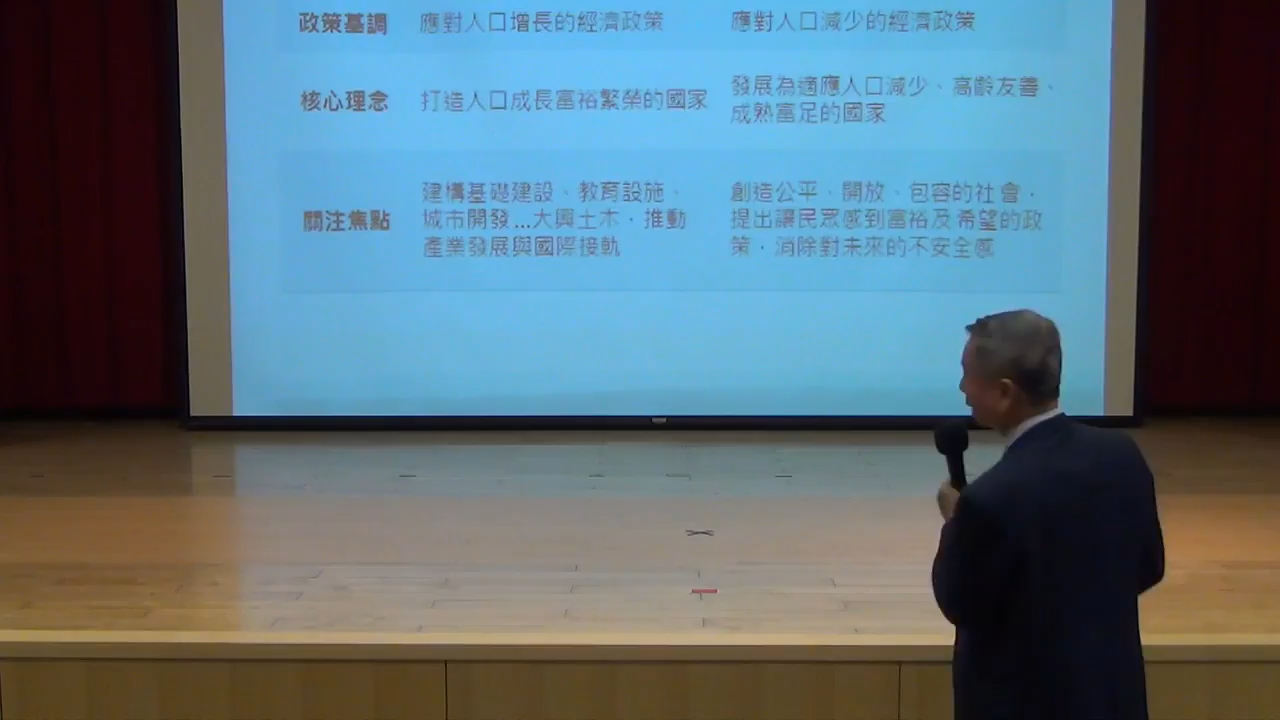 政策基調 應對人口增長的經濟政策 應對人口減少的經濟政策
核心理念 打造人口成長富裕繁榮的國家 發展為適應人口減少、高齡友善、
成熟富足的國家
關注焦點 建構基礎建設、教育設施、
城市開發...大興土木,推動
產業發展與國際接軌
創造公平、開放、包容的社會,
提出讓民眾感到富裕及希望的政
策,消除對未來的不安全感